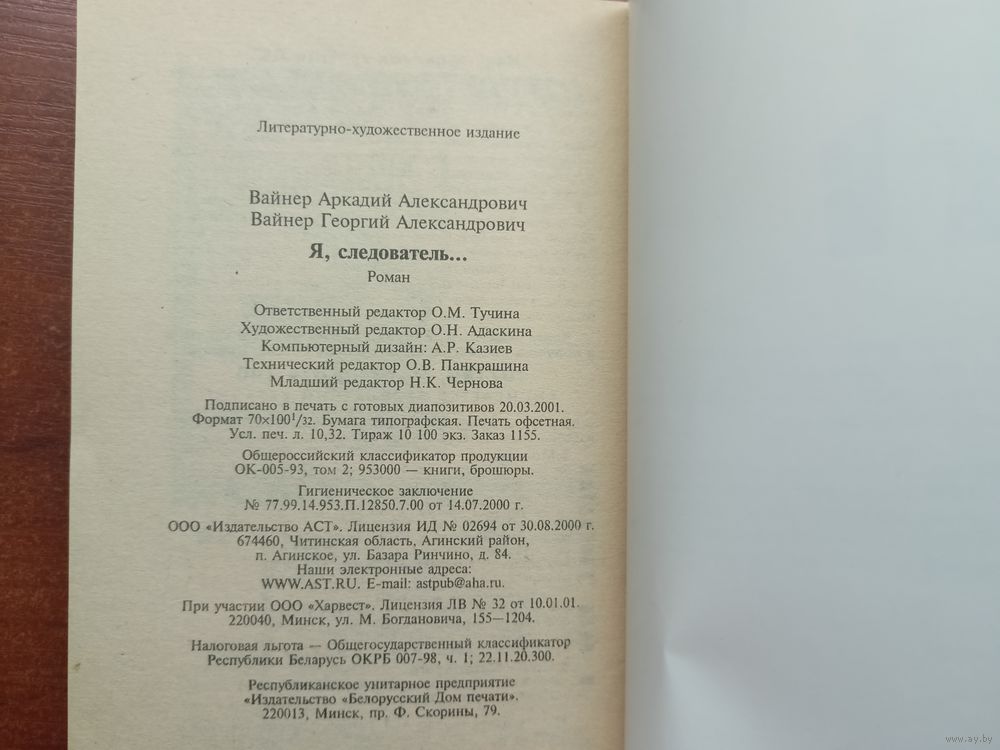 Литературно-художественное издание
Вайнер Аркадий Александрович
Вайнер Георгий Александрович
Я, следователь...
Роман
Ответственный редактор О.М. Тучина
Художественный редактор О.Н. Адаскина
Компьютерный дизайн: А.Р. Казиев
Технический редактор О.В. Панкрашина
Младший редактор Н.К. Чернова
Подписано в печать с готовых диапозитивов 20.03.2001.
Формат 70×100¹/32. Бумага типографская. Печать офсетная.
Усл. печ. л. 10,32. Тираж 10 100 экз. Заказ 1155.
Общероссийский классификатор продукции
ОК-005-93, том 2; 953000 — книги, брошюры.
Гигиеническое заключение
№ 77.99.14.953.П.12850.7.00 от 14.07.2000 г.
ООО «Издательство АСТ». Лицензия ИД № 02694 от 30.08.2000 г.
674460, Читинская область, Агинский район,
п. Агинское, ул. Базара Ринчино, д. 84.
Наши электронные адреса:
WWW.AST.RU. E-mail: astpub@aha.ru.
При участии ООО «Харвест». Лицензия ЛВ № 32 от 10.01.01.
220040, Минск, ул. М. Богдановича, 155—1204.
Налоговая льгота — Общегосударственный классификатор
Республики Беларусь ОКРБ 007-98, ч. 1; 22.11.20.300.
Республиканское унитарное предприятие
«Издательство «Белорусский Дом печати».
220013, Минск, пр. Ф. Скорины, 79.
www.ay.by